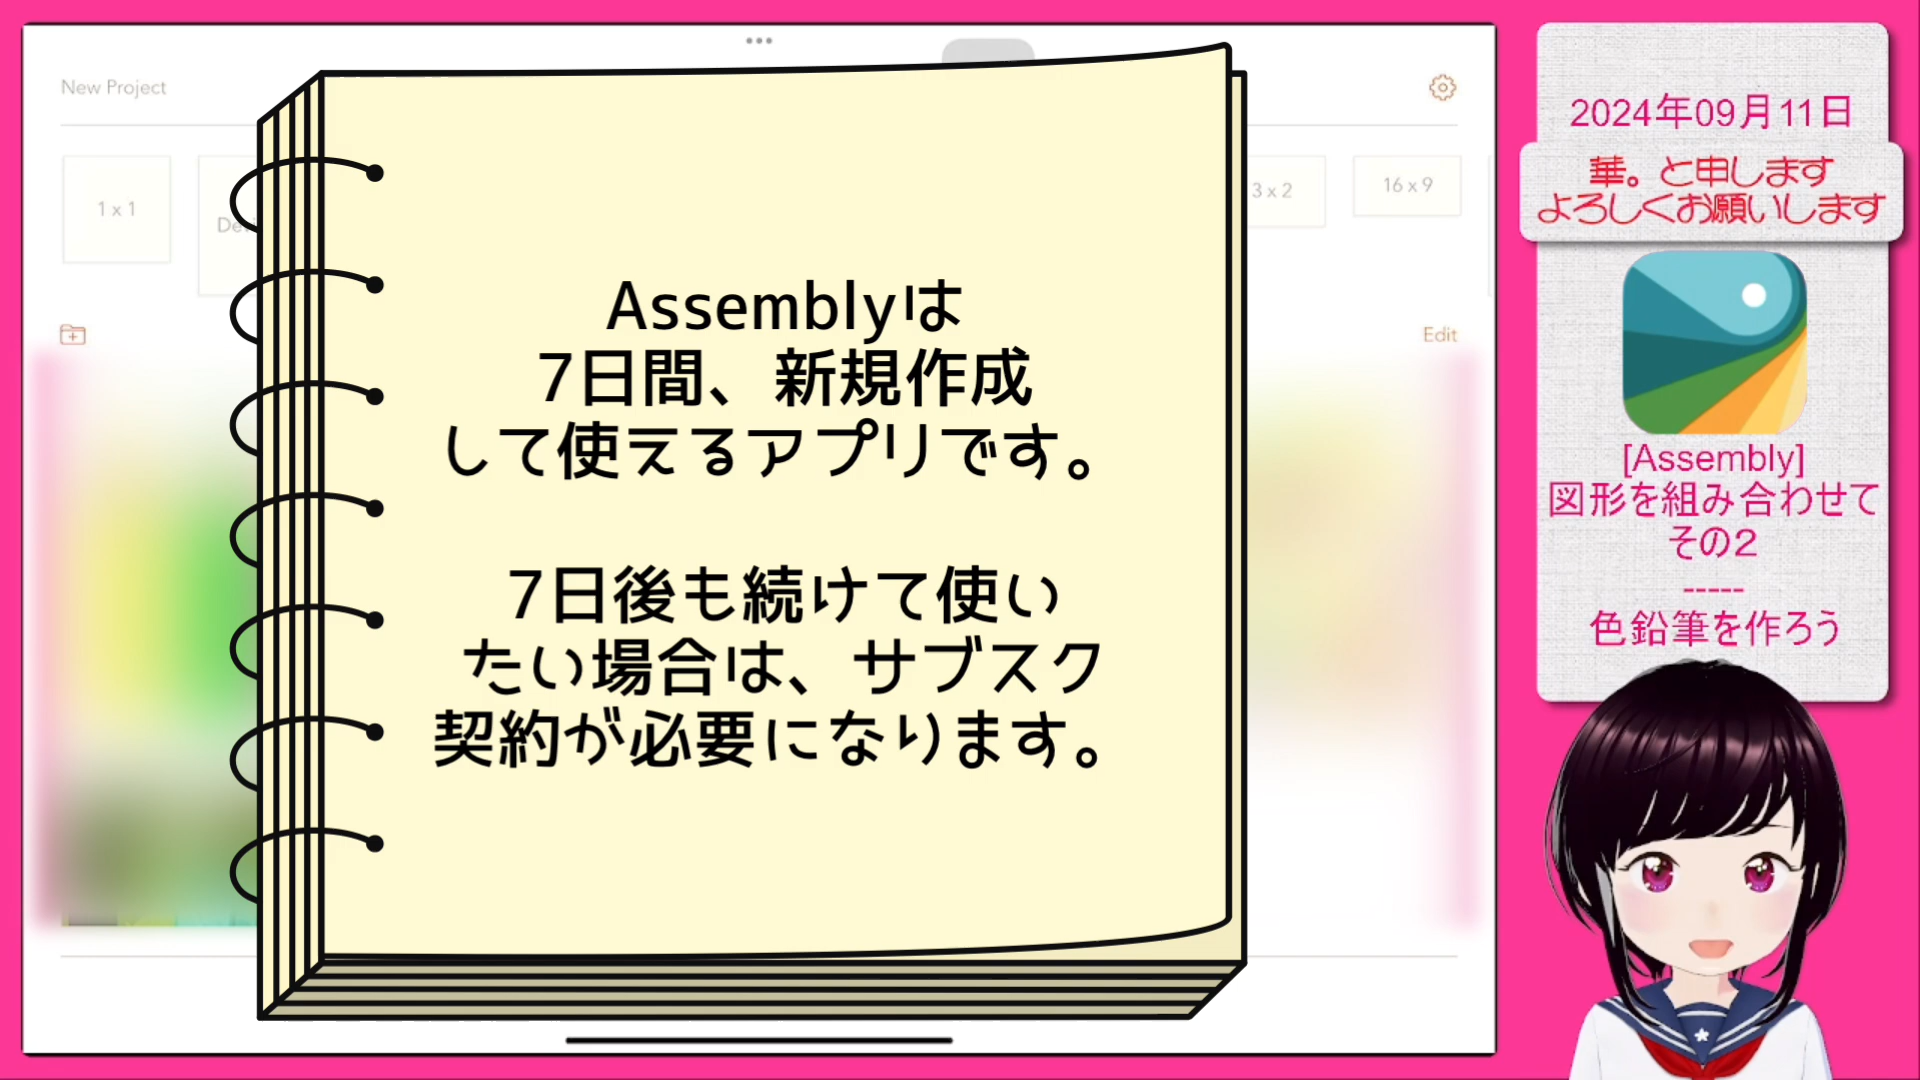 New Project
1 x 1
3 x 2
16 x 9
Edit
Assemblyは
7日間、新規作成
して使えるアプリです。
7日後も続けて使い
たい場合は、サブスク
契約が必要になります。
2024年09月11日
華。と申します
よろしくお願いします
[Assembly]
図形を組み合わせて
その２
-----
色鉛筆を作ろう